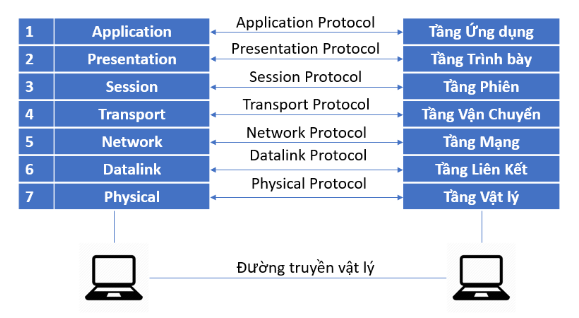 1 Application Application Protocol Tầng Ứng dụng
2 Presentation Presentation Protocol Tầng Trình bày
3 Session Session Protocol Tầng Phiên
4 Transport Transport Protocol Tầng Vận Chuyển
5 Network Network Protocol Tầng Mạng
6 Datalink Datalink Protocol Tầng Liên Kết
7 Physical Physical Protocol Tầng Vật lý
Đường truyền vật lý